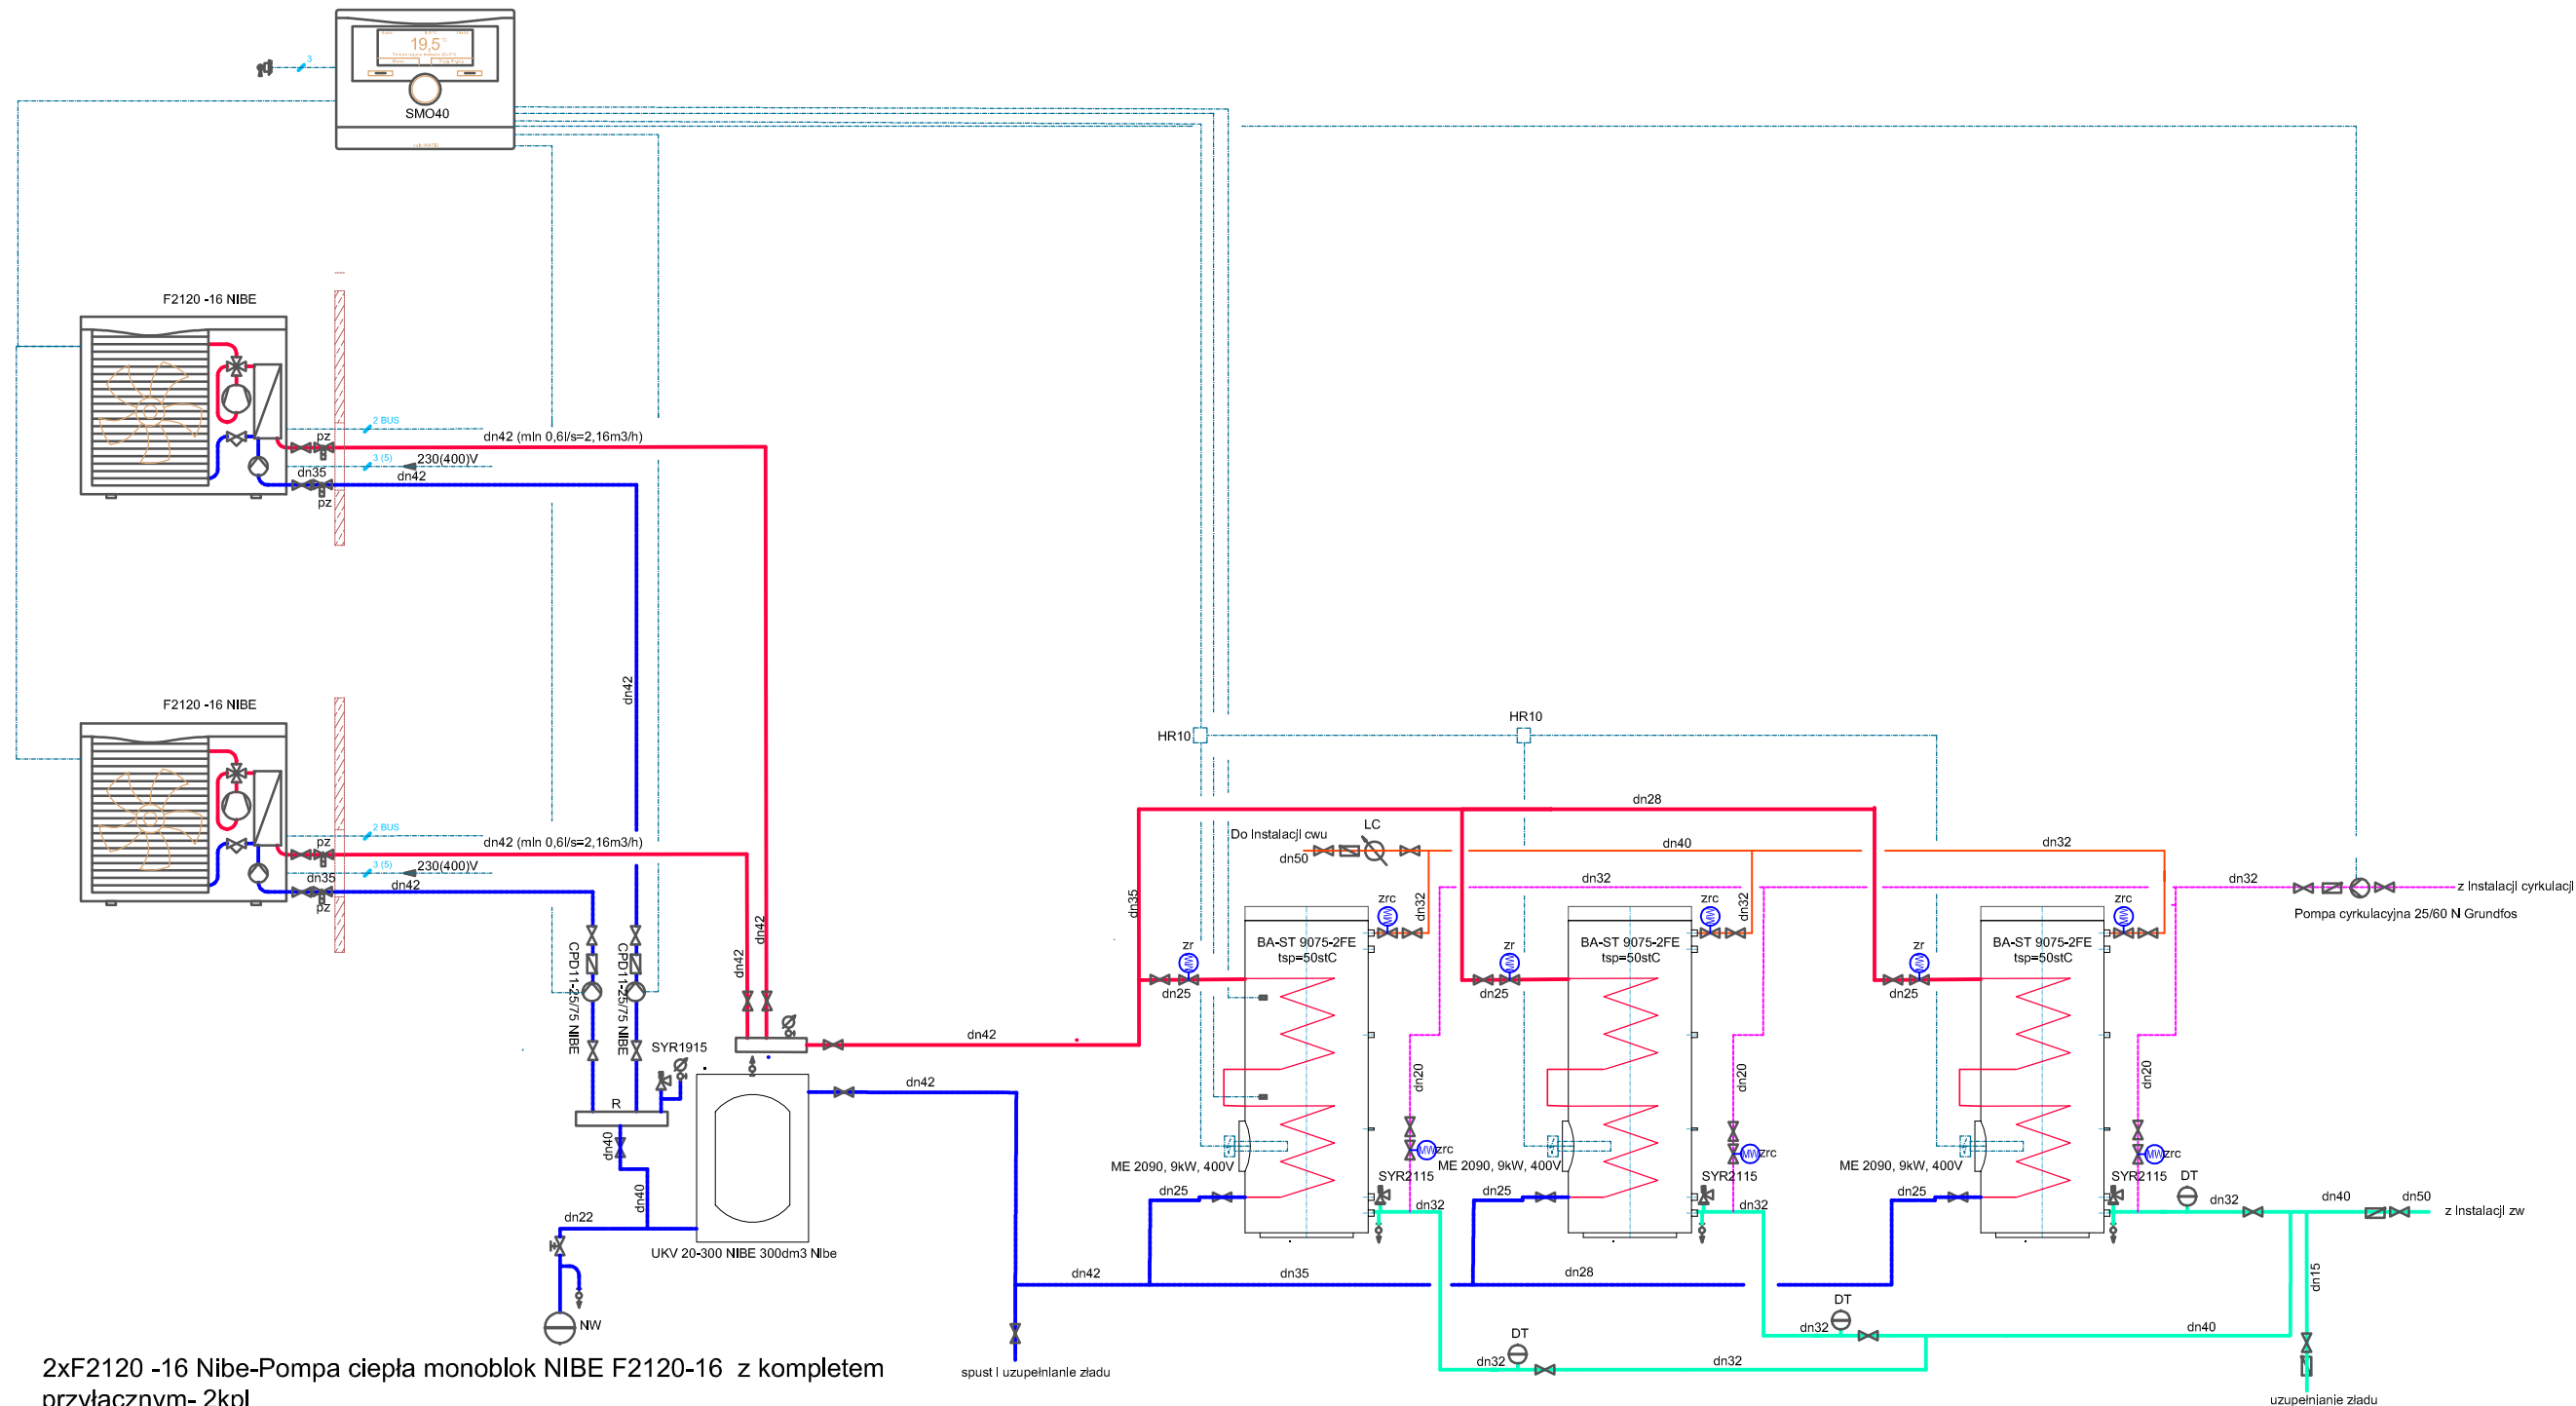 19,5
SMO40
3
F2120 -16 NIBE
2 BUS
pz
dn42 (min 0,6l/s=2,16m3/h)
3 (5)
230(400)V
dn35
dn42
pz
dn42
F2120 -16 NIBE
2 BUS
pz
dn42 (min 0,6l/s=2,16m3/h)
3 (5)
230(400)V
dn35
dn42
pz
CPD11-25/75 NIBE
CPD11-25/75 NIBE
dn42
dn42
SYR1915
R
dn40
dn40
dn22
NW
UKV 20-300 NIBE 300dm3 Nibe
dn42
dn42
dn42
dn35
dn28
spust i uzupełnianie zładu
HR10
HR10
dn28
dn35
Do instalacji cwu
LC
dn50
dn40
dn32
dn32
dn32
z instalacji cyrkulacji
Pompa cyrkulacyjna 25/60 N Grundfos
zrc
dn32
zrc
dn32
zrc
zr
dn25
zr
dn25
zr
dn25
BA-ST 9075-2FE
tsp=50stC
BA-ST 9075-2FE
tsp=50stC
BA-ST 9075-2FE
tsp=50stC
dn20
dn20
dn20
MW
zrc
MW
zrc
MW
zrc
ME 2090, 9kW, 400V
ME 2090, 9kW, 400V
ME 2090, 9kW, 400V
SYR2115
SYR2115
SYR2115
DT
dn25
dn32
dn25
dn32
dn25
dn32
dn40
dn50
z instalacji zw
dn15
DT
dn32
dn40
DT
dn32
dn32
uzupełnianie zładu
2xF2120 -16 Nibe-Pompa ciepła monoblok NIBE F2120-16 z kompletem
przyłącznym- 2kpl